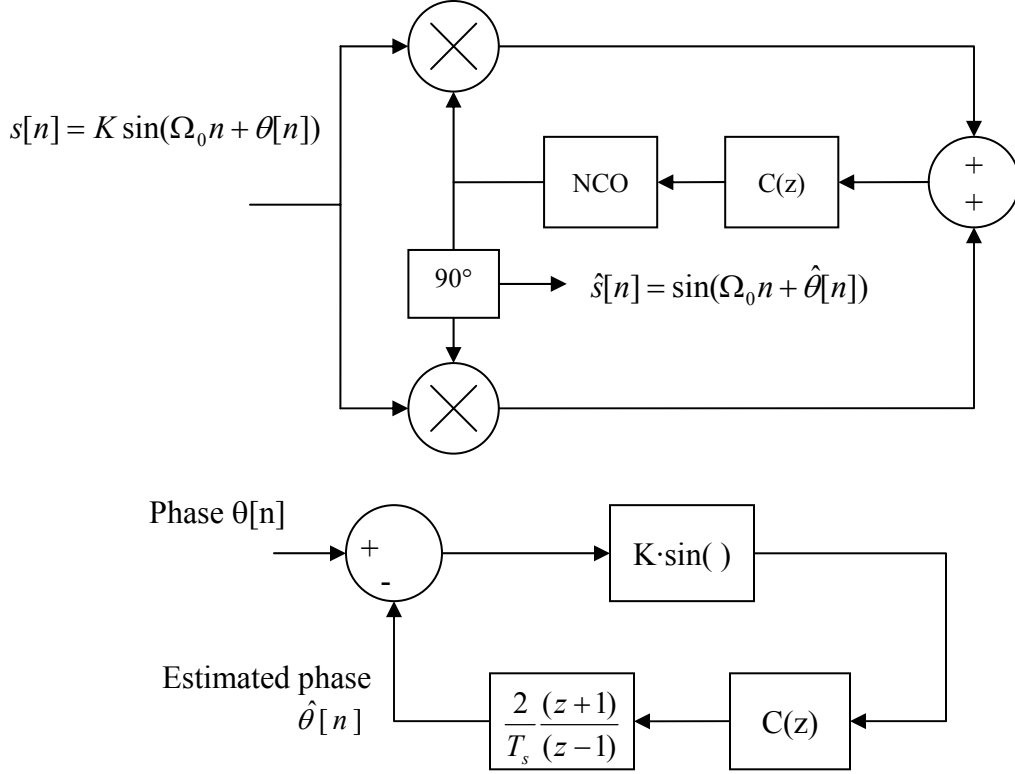 s[n] = K sin(Ω₀n + θ[n])
NCO
C(z)
+
+
90°
ŝ[n] = sin(Ω₀n + θ̂[n])
Phase θ[n]
+
-
K·sin( )
Estimated phase
θ̂[n]
2/Tₛ (z+1)/(z−1)
C(z)